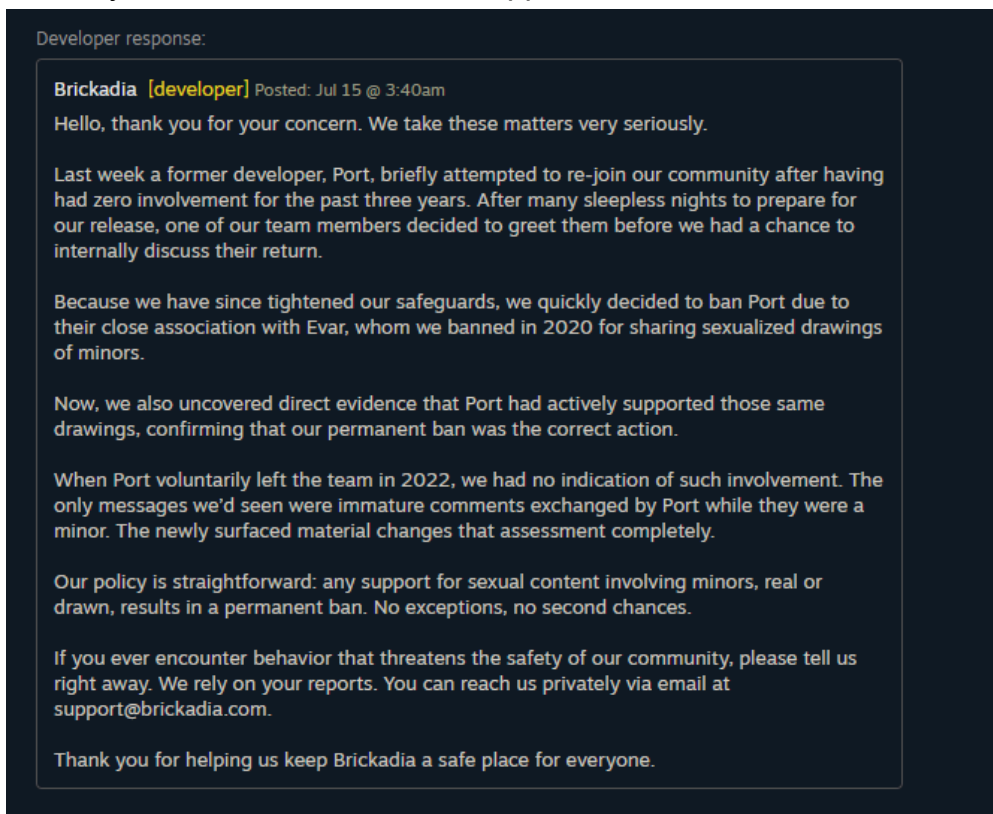 Developer response:
Brickadia [developer] Posted: Jul 15 @ 3:40am
Hello, thank you for your concern. We take these matters very seriously.
Last week a former developer, Port, briefly attempted to re-join our community after having
had zero involvement for the past three years. After many sleepless nights to prepare for
our release, one of our team members decided to greet them before we had a chance to
internally discuss their return.
Because we have since tightened our safeguards, we quickly decided to ban Port due to
their close association with Evar, whom we banned in 2020 for sharing sexualized drawings
of minors.
Now, we also uncovered direct evidence that Port had actively supported those same
drawings, confirming that our permanent ban was the correct action.
When Port voluntarily left the team in 2022, we had no indication of such involvement. The
only messages we’d seen were immature comments exchanged by Port while they were a
minor. The newly surfaced material changes that assessment completely.
Our policy is straightforward: any support for sexual content involving minors, real or
drawn, results in a permanent ban. No exceptions, no second chances.
If you ever encounter behavior that threatens the safety of our community, please tell us
right away. We rely on your reports. You can reach us privately via email at
support@brickadia.com.
Thank you for helping us keep Brickadia a safe place for everyone.